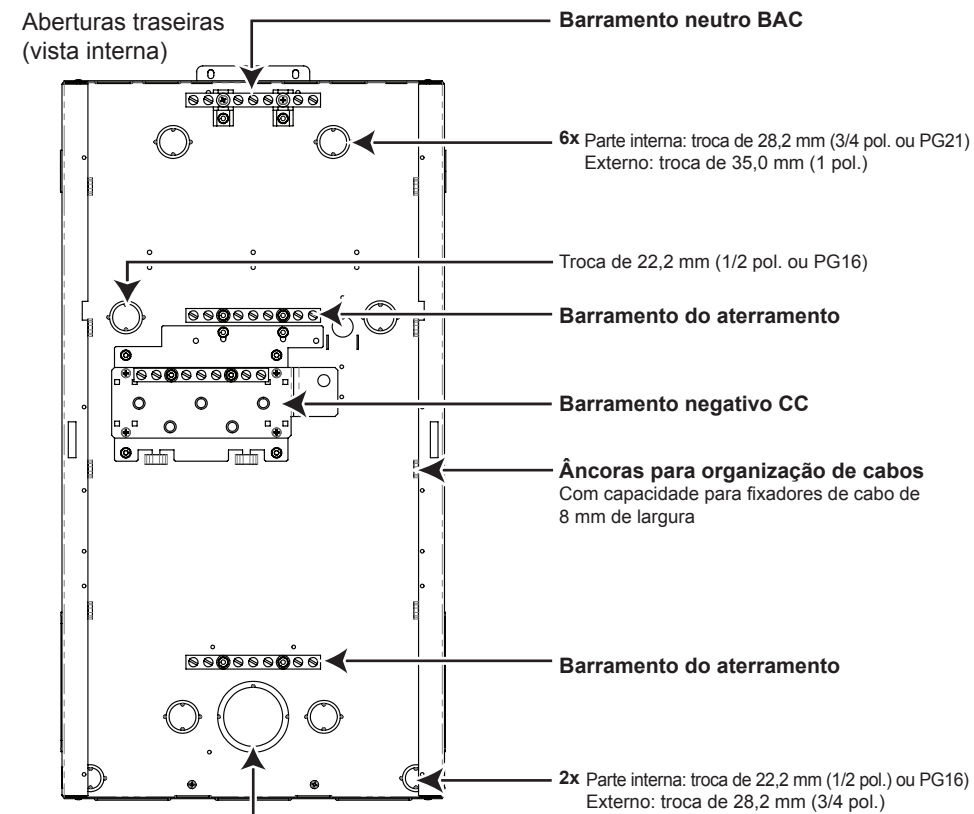 Aberturas traseiras
(vista interna)
Barramento neutro BAC
6x Parte interna: troca de 28,2 mm (3/4 pol. ou PG21)
Externo: troca de 35,0 mm (1 pol.)
Troca de 22,2 mm (1/2 pol. ou PG16)
Barramento do aterramento
Barramento negativo CC
Âncoras para organização de cabos
Com capacidade para fixadores de cabo de
8 mm de largura
Barramento do aterramento
2x Parte interna: troca de 22,2 mm (1/2 pol.) ou PG16)
Externo: troca de 28,2 mm (3/4 pol.)